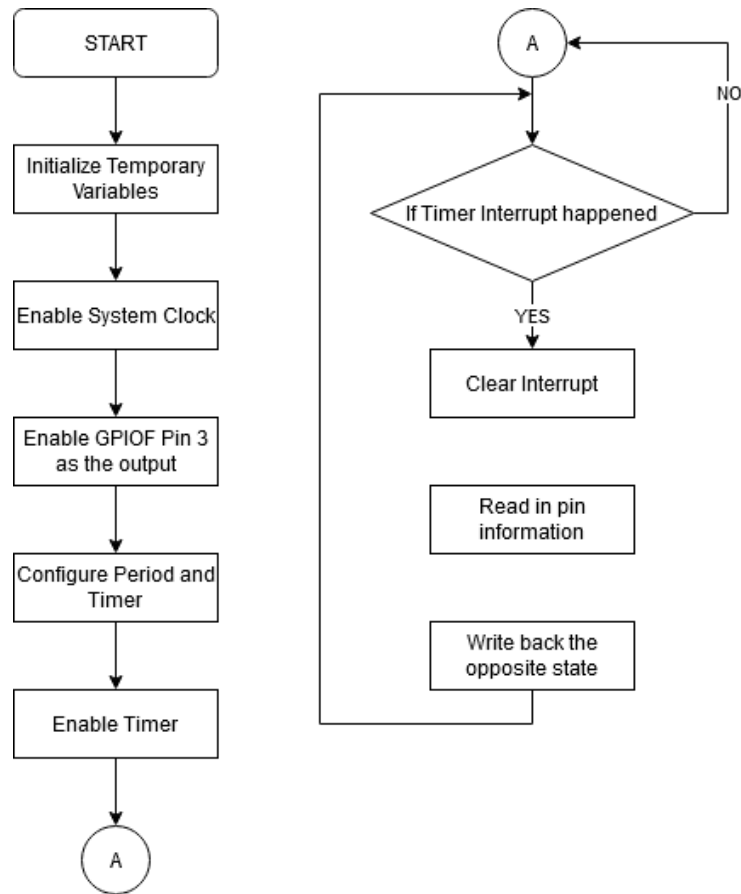 START
Initialize Temporary
Variables
Enable System Clock
Enable GPIOF Pin 3
as the output
Configure Period and
Timer
Enable Timer
A
A
NO
If Timer Interrupt happened
YES
Clear Interrupt
Read in pin
information
Write back the
opposite state